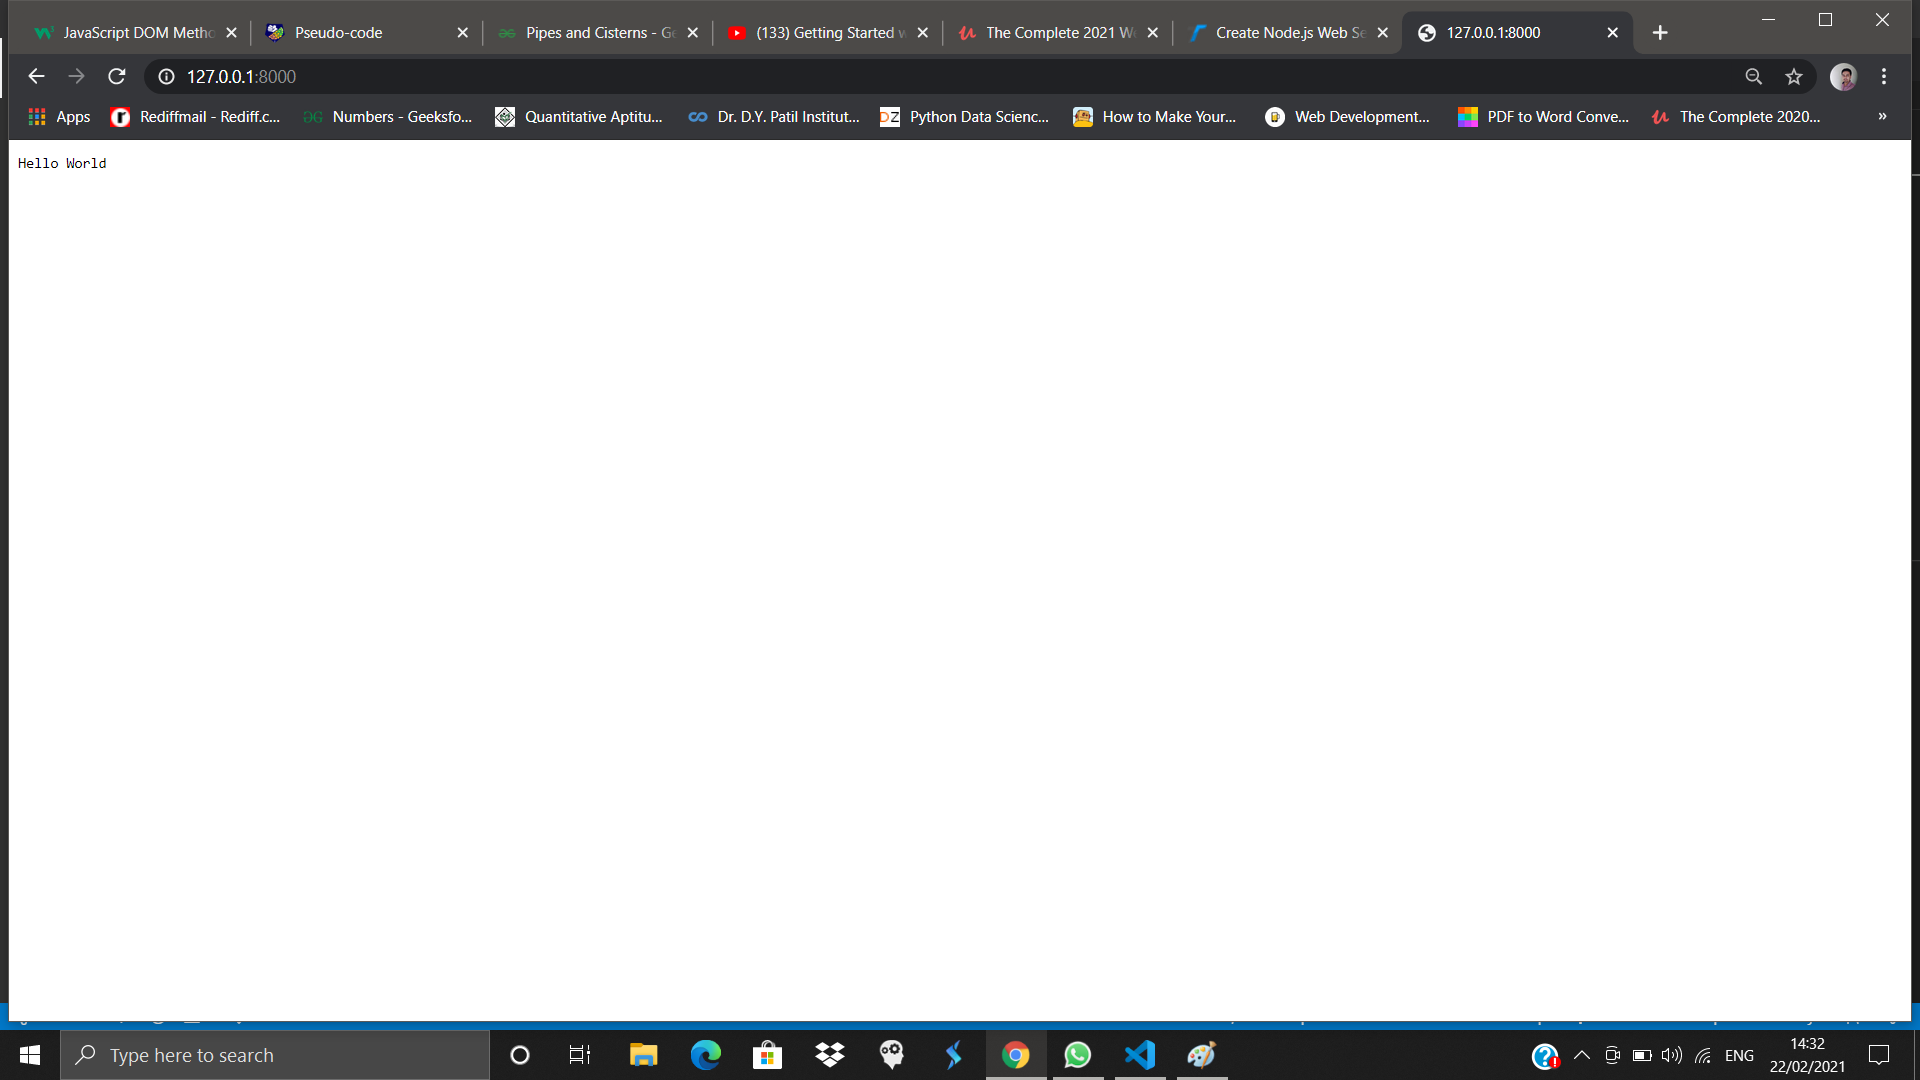 JavaScript DOM Metho
Pseudo-code
Pipes and Cisterns - Ge
(133) Getting Started w
The Complete 2021 We
Create Node.js Web Se
127.0.0.1:8000
127.0.0.1:8000
Apps
Rediffmail - Rediff.c...
Numbers - Geeksfo...
Quantitative Aptitu...
Dr. D.Y. Patil Institut...
Python Data Scienc...
How to Make Your...
Web Development...
PDF to Word Conve...
The Complete 2020...
»
Hello World
Type here to search
ENG
14:32
22/02/2021